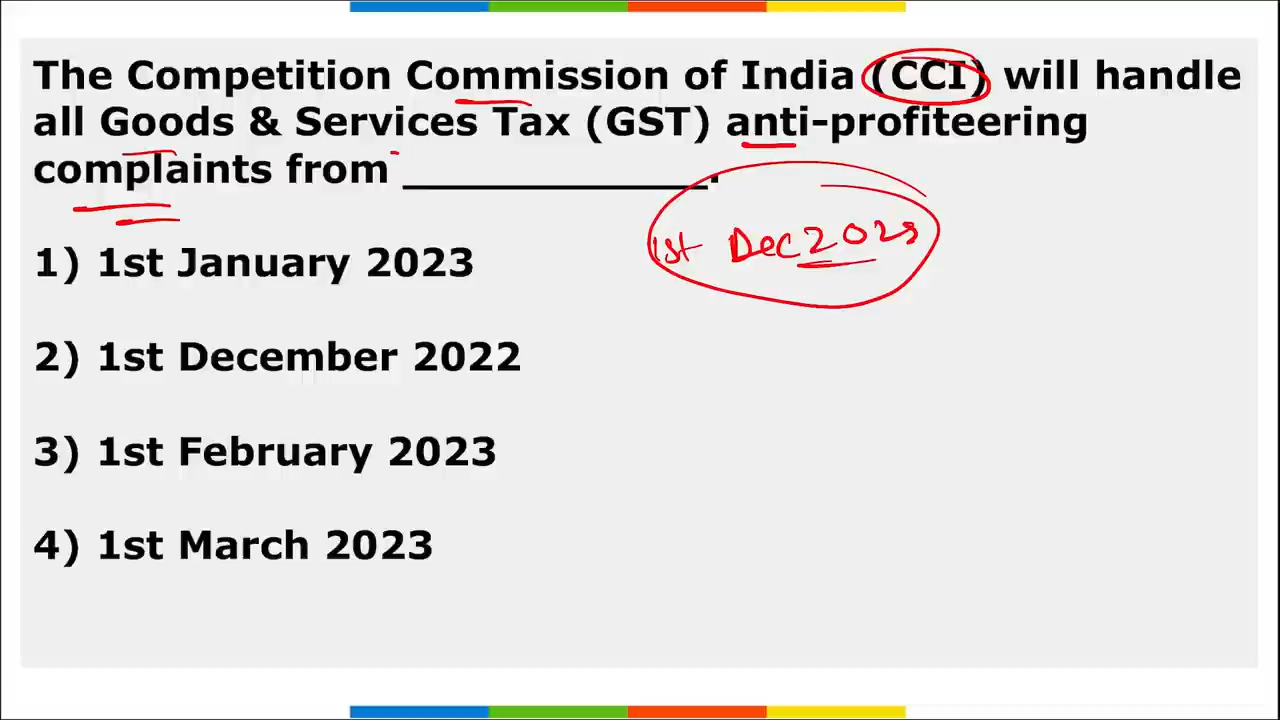 The Competition Commission of India (CCI) will handle
all Goods & Services Tax (GST) anti-profiteering
complaints from ______________.
1st Dec 2023
1) 1st January 2023
2) 1st December 2022
3) 1st February 2023
4) 1st March 2023